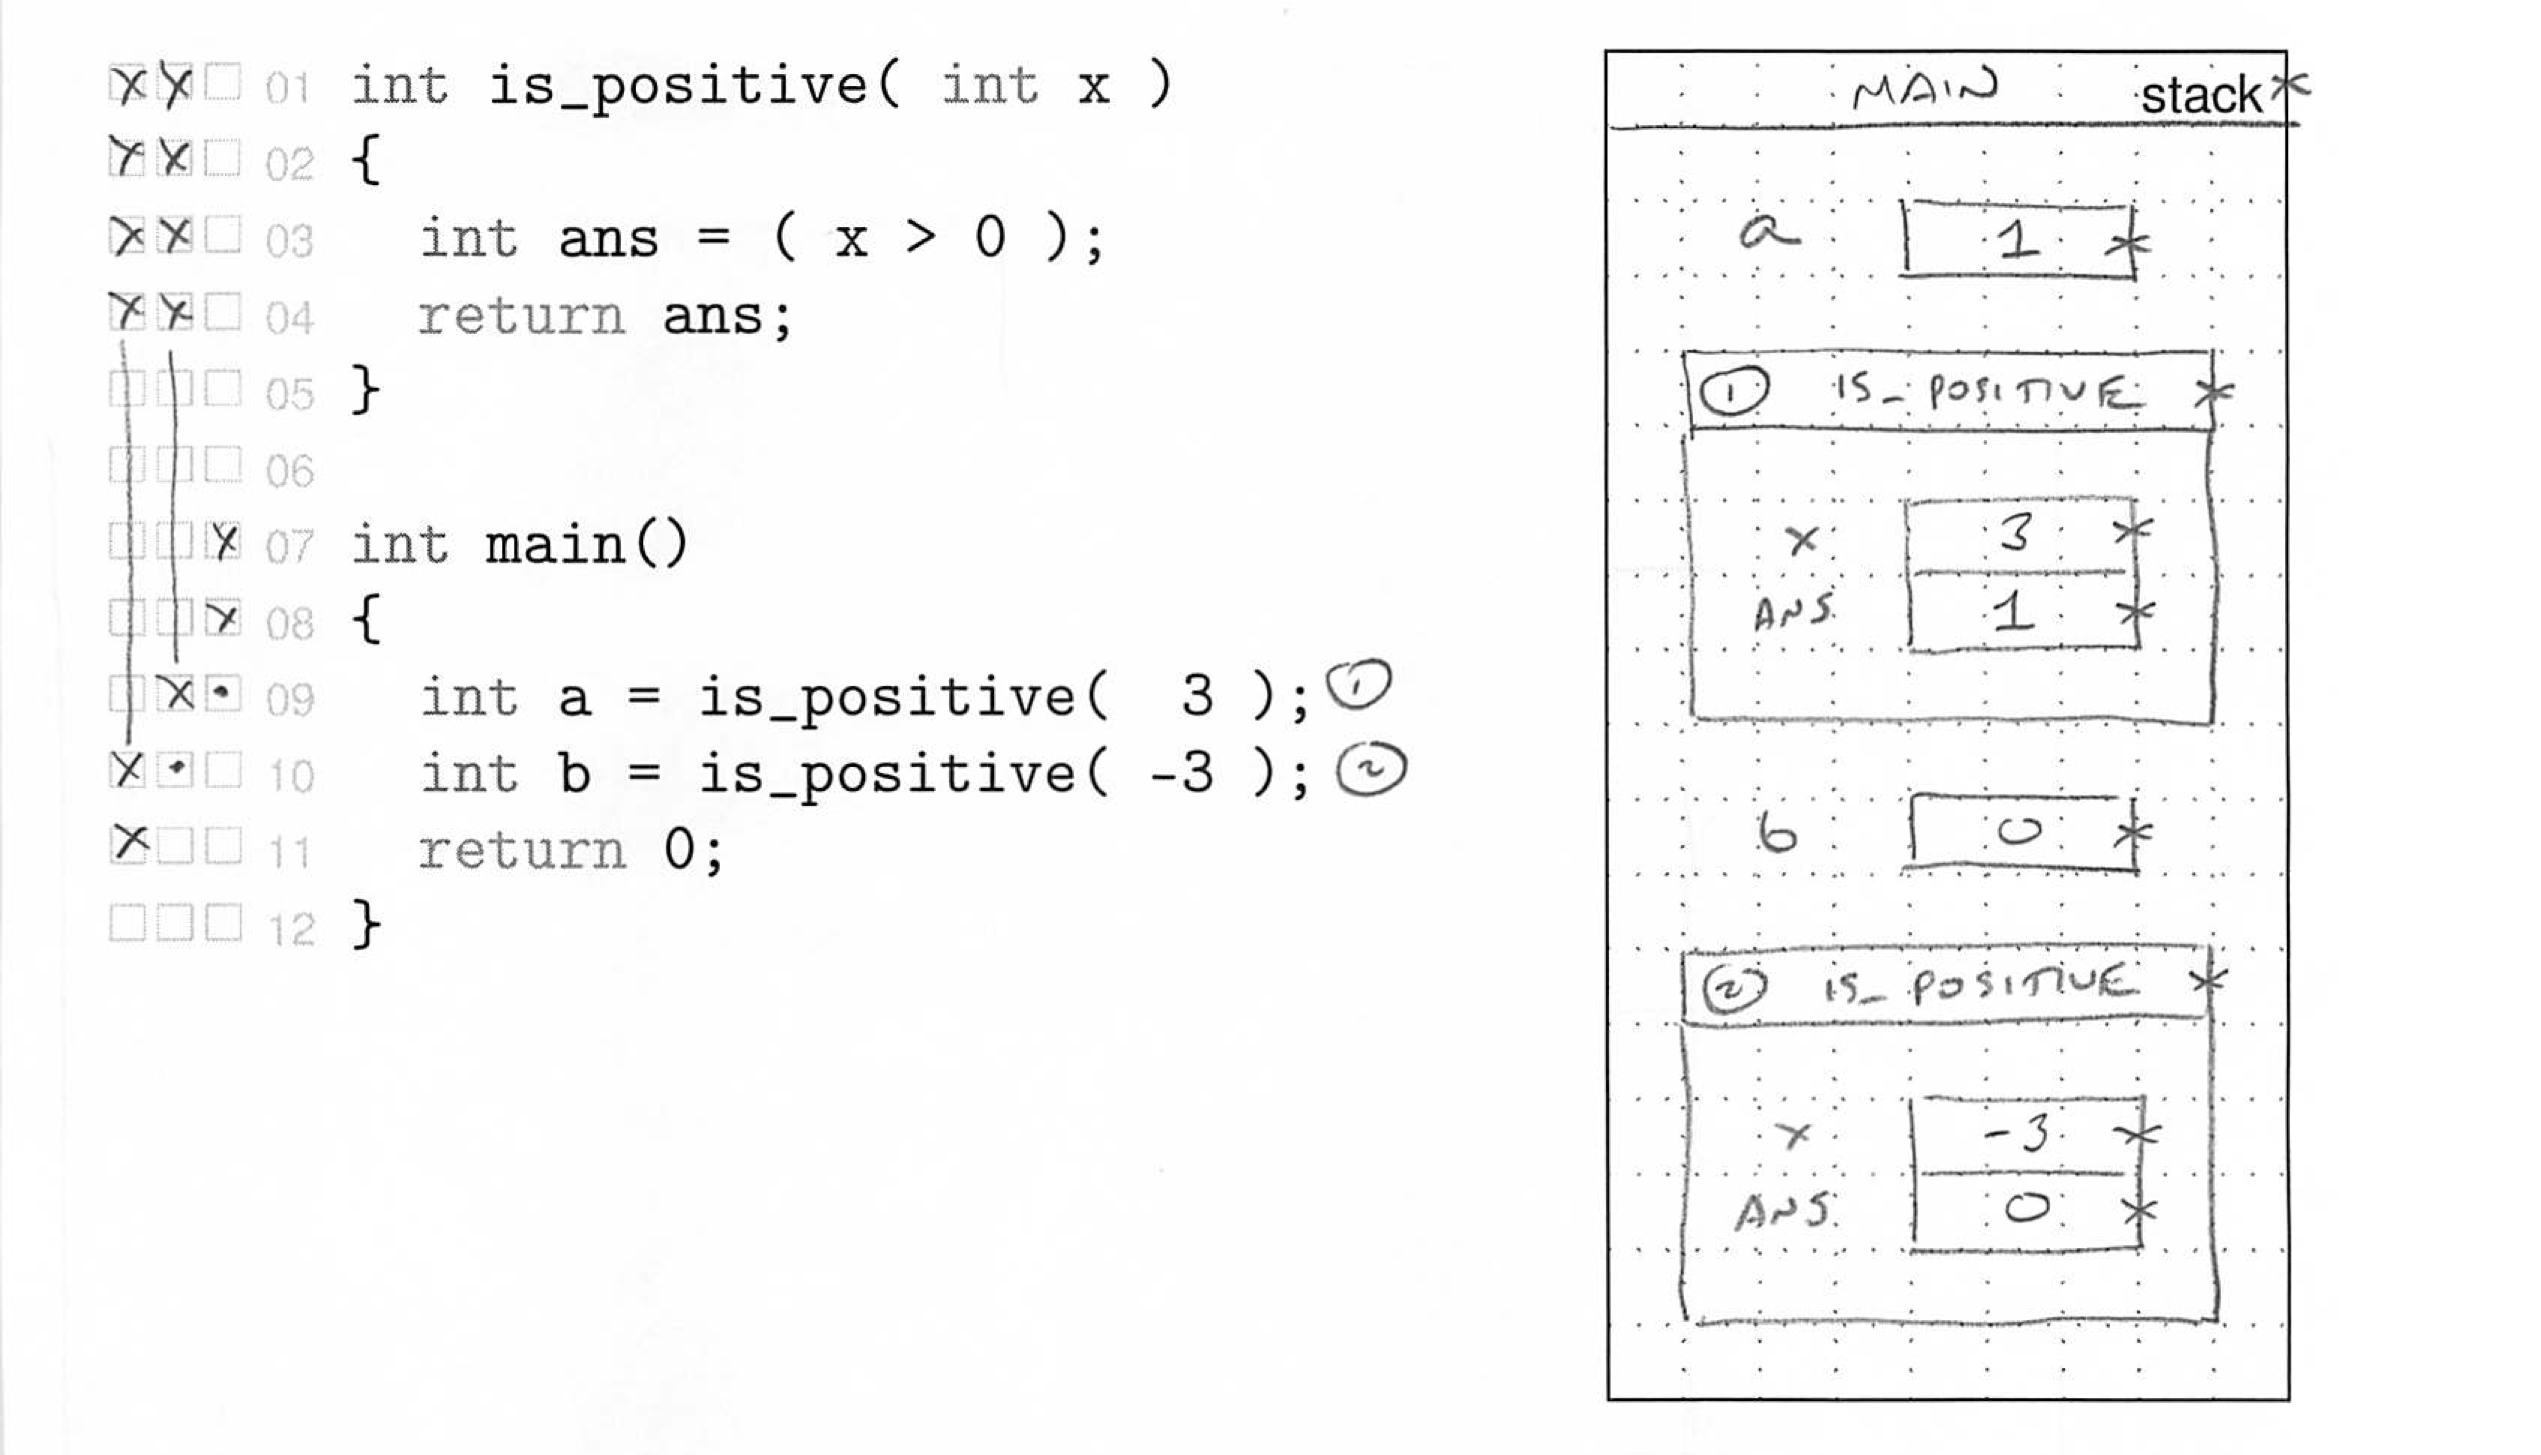 01 int is_positive( int x )
02 {
03 int ans = ( x > 0 );
04 return ans;
05 }
06
07 int main()
08 {
09 int a = is_positive( 3 ); 1
10 int b = is_positive( -3 ); 2
11 return 0;
12 }
MAIN stack
a 1
1 IS_POSITIVE
x 3
ANS 1
b 0
2 IS_POSITIVE
x -3
ANS 0